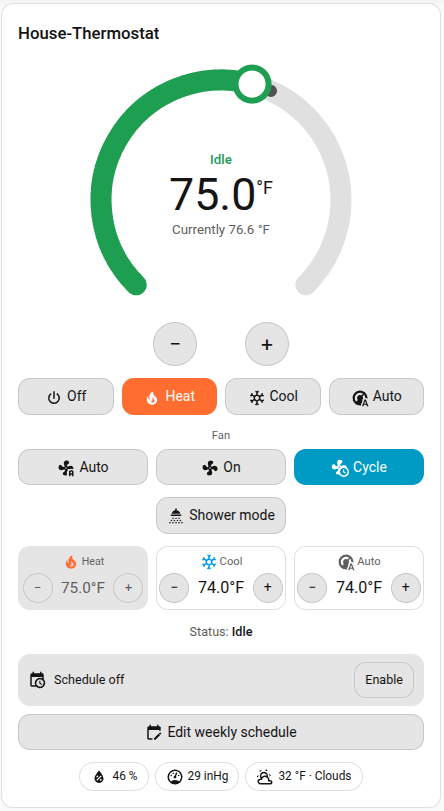 House-Thermostat
Idle
75.0°F
Currently 76.6 °F
− +
Off Heat Cool Auto
Fan
Auto On Cycle
Shower mode
Heat Cool Auto
− 75.0°F + − 74.0°F + − 74.0°F +
Status: Idle
Schedule off Enable
Edit weekly schedule
46 % 29 inHg 32 °F · Clouds